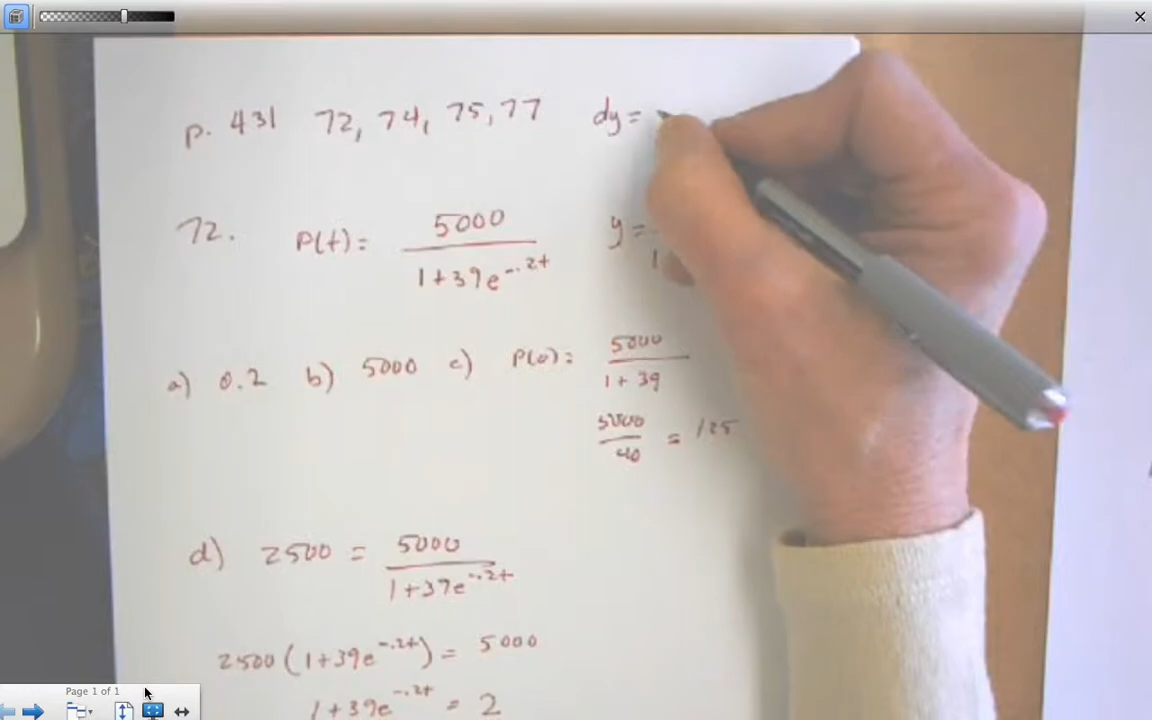 p. 431 72, 74, 75, 77 dy =
72. P(t) = 5000 / 1+39e^-.2t y =
a) 0.2 b) 5000 c) P(0) = 5000 / 1+39
5000 / 40 = 125
d) 2500 = 5000 / 1+39e^-.2t
2500(1+39e^-.2t) = 5000
1+39e^-.2t = 2
Page 1 of 1